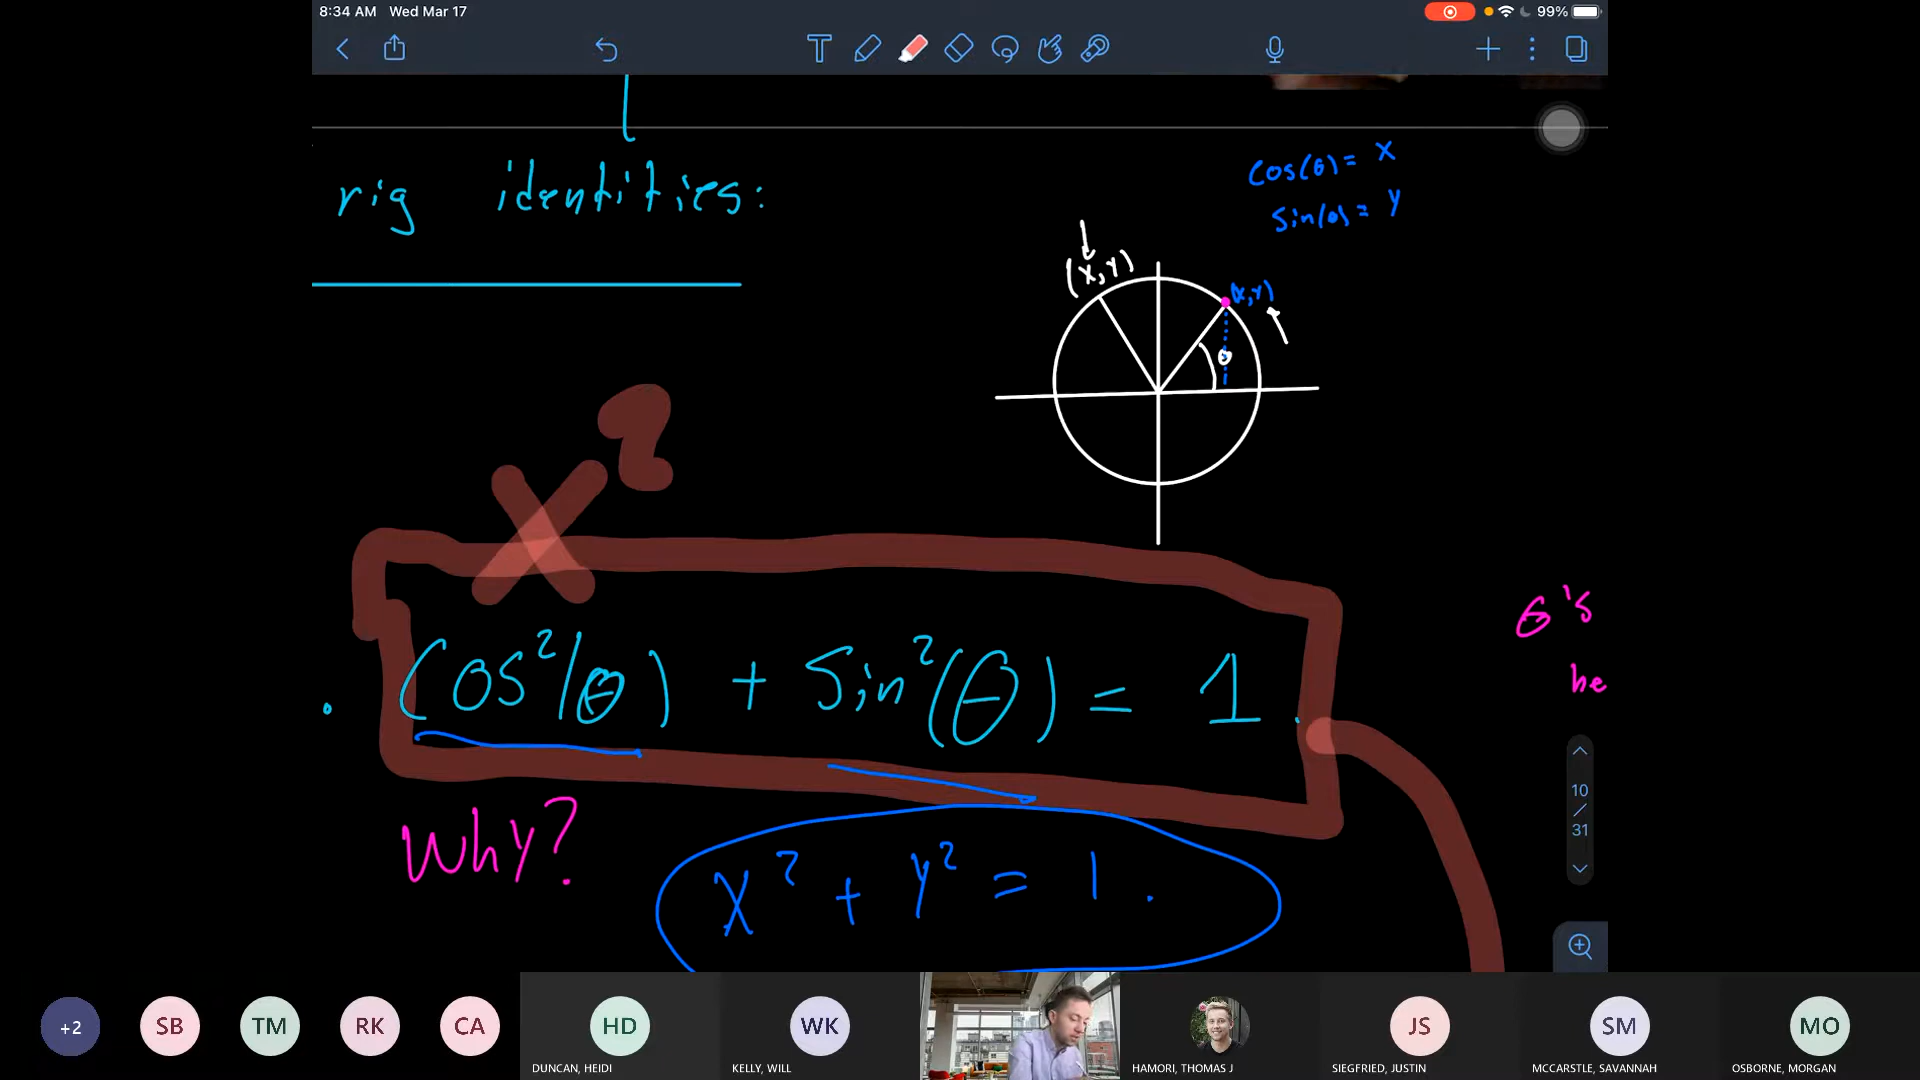 8:34 AM Wed Mar 17
99%
cos(θ) = x
sin(θ) = y
rig identities:
(x,y)
(x,y)
θ
x²
cos²(θ) + sin²(θ) = 1.
θ's
he
Why?
x² + y² = 1.
10
/
31
+2
SB
TM
RK
CA
HD
WK
JS
SM
MO
DUNCAN, HEIDI
KELLY, WILL
HAMORI, THOMAS J
SIEGFRIED, JUSTIN
MCCARSTLE, SAVANNAH
OSBORNE, MORGAN